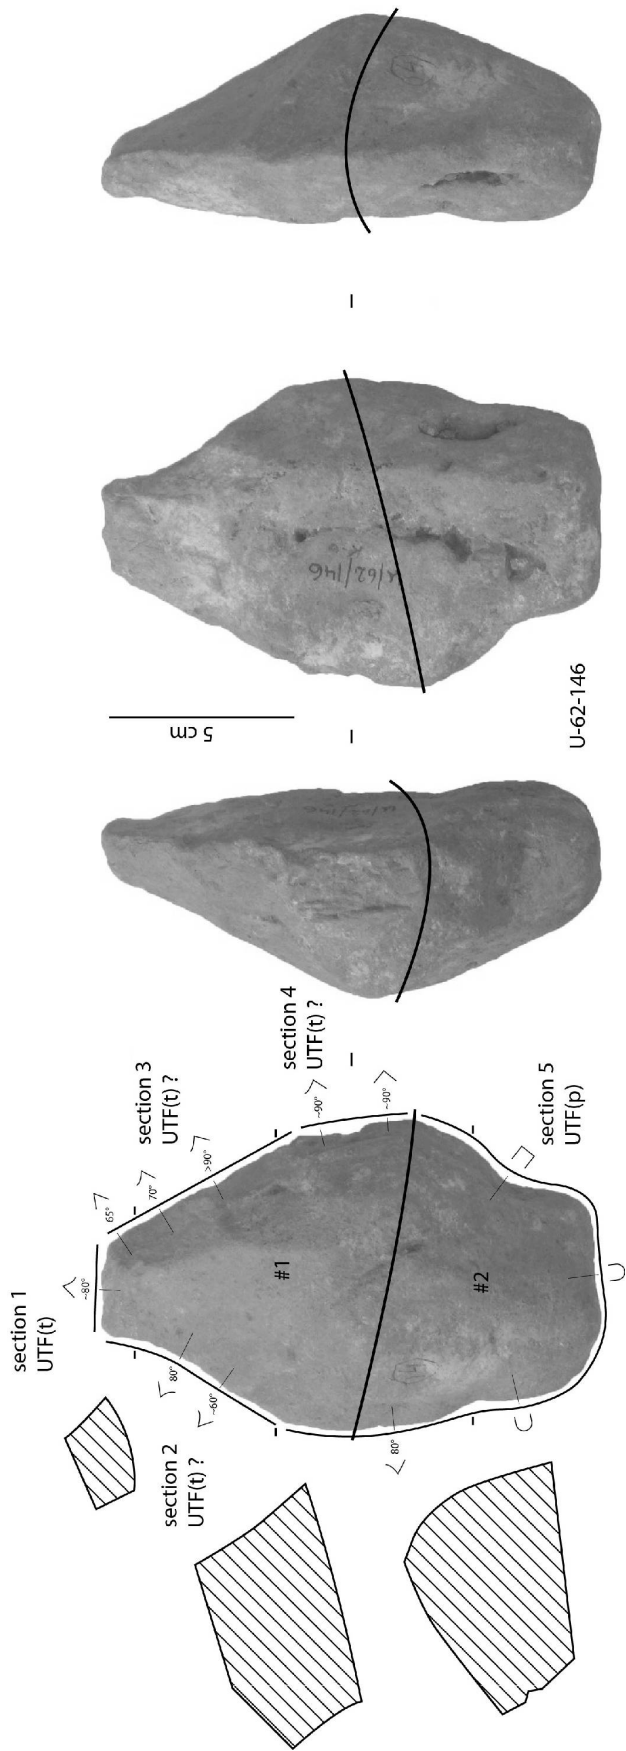 section 1
UTF(t)
~80°
65°
70°
>90°
section 3
UTF(t) ?
section 2
UTF(t) ?
80°
~60°
80°
section 4
UTF(t) ?
~90°
~90°
section 5
UTF(p)
#1
#2
5 cm
u/62/146
U-62-146